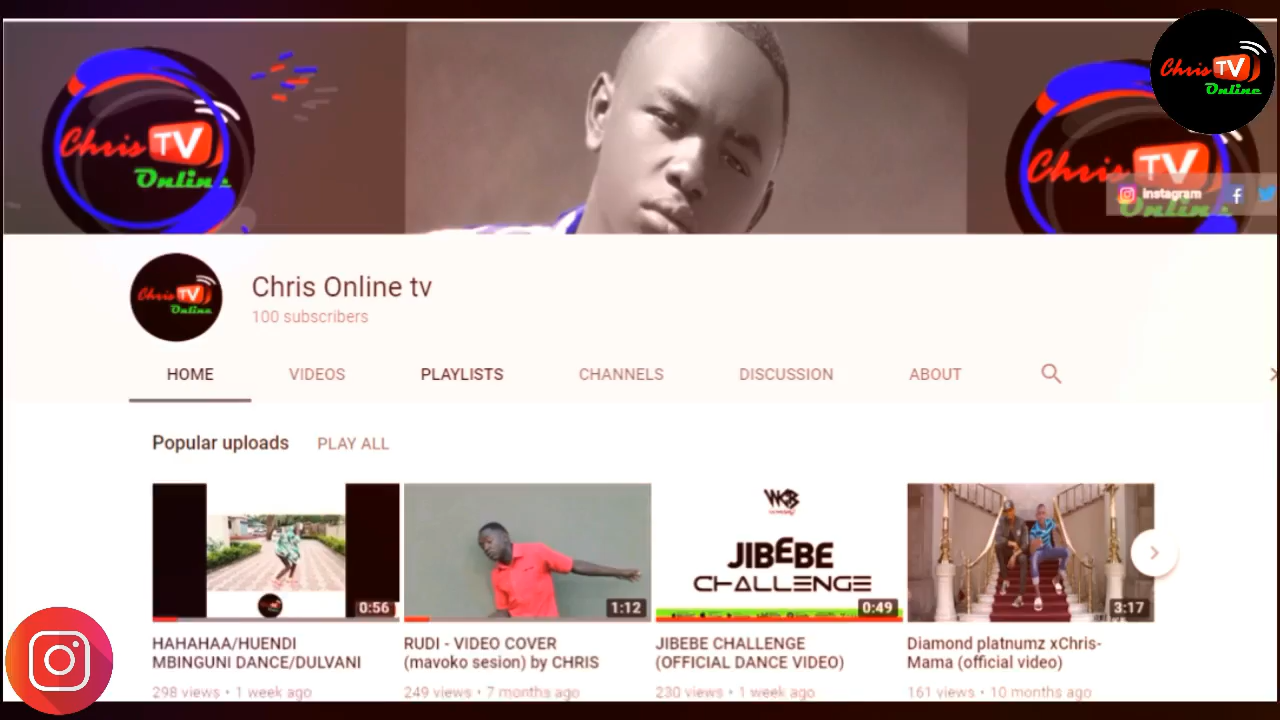 Chris TV
Online
Chris TV
Online
Chris TV
Online
Instagram
Chris TV
Online
Chris Online tv
100 subscribers
HOME VIDEOS PLAYLISTS CHANNELS DISCUSSION ABOUT
Popular uploads PLAY ALL
WCB
JIBEBE
CHALLENGE
0:56 1:12 0:49 3:17
HAHAHAA/HUENDI
MBINGUNI DANCE/DULVANI
298 views • 1 week ago
RUDI - VIDEO COVER
(mavoko sesion) by CHRIS
249 views • 7 months ago
JIBEBE CHALLENGE
(OFFICIAL DANCE VIDEO)
230 views • 1 week ago
Diamond platnumz xChris-
Mama (official video)
161 views • 10 months ago